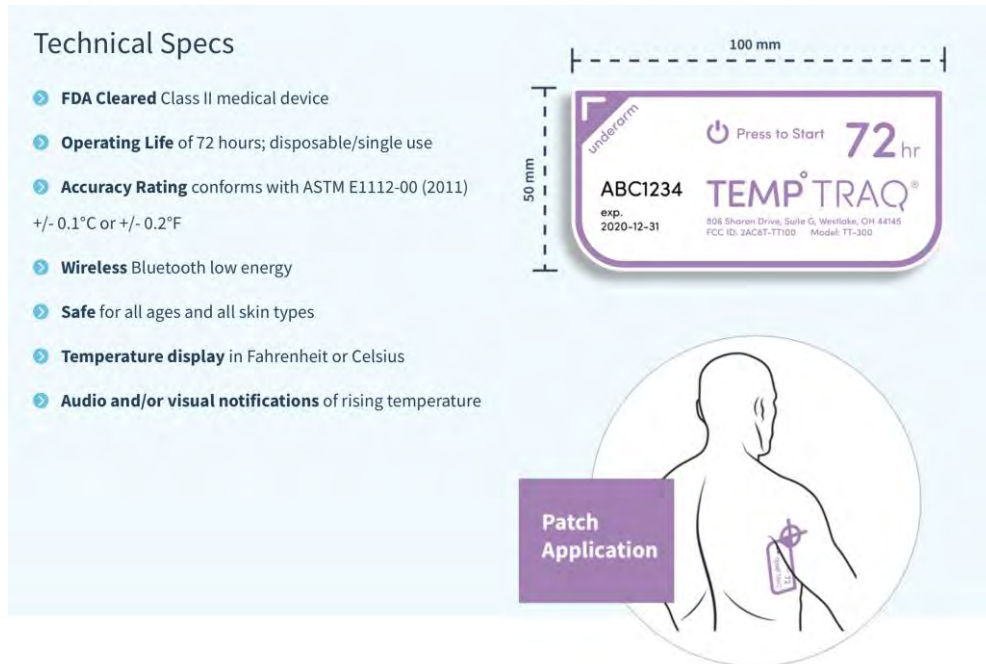 Technical Specs
FDA Cleared Class II medical device
Operating Life of 72 hours; disposable/single use
Accuracy Rating conforms with ASTM E1112-00 (2011)
+/- 0.1°C or +/- 0.2°F
Wireless Bluetooth low energy
Safe for all ages and all skin types
Temperature display in Fahrenheit or Celsius
Audio and/or visual notifications of rising temperature
100 mm
50 mm
underarm
Press to Start
72 hr
ABC1234
exp.
2020-12-31
TEMP°TRAQ®
806 Sharon Drive, Suite G, Westlake, OH 44145
FCC ID: 2AC8T-TT100 Model: TT-300
Patch
Application
72